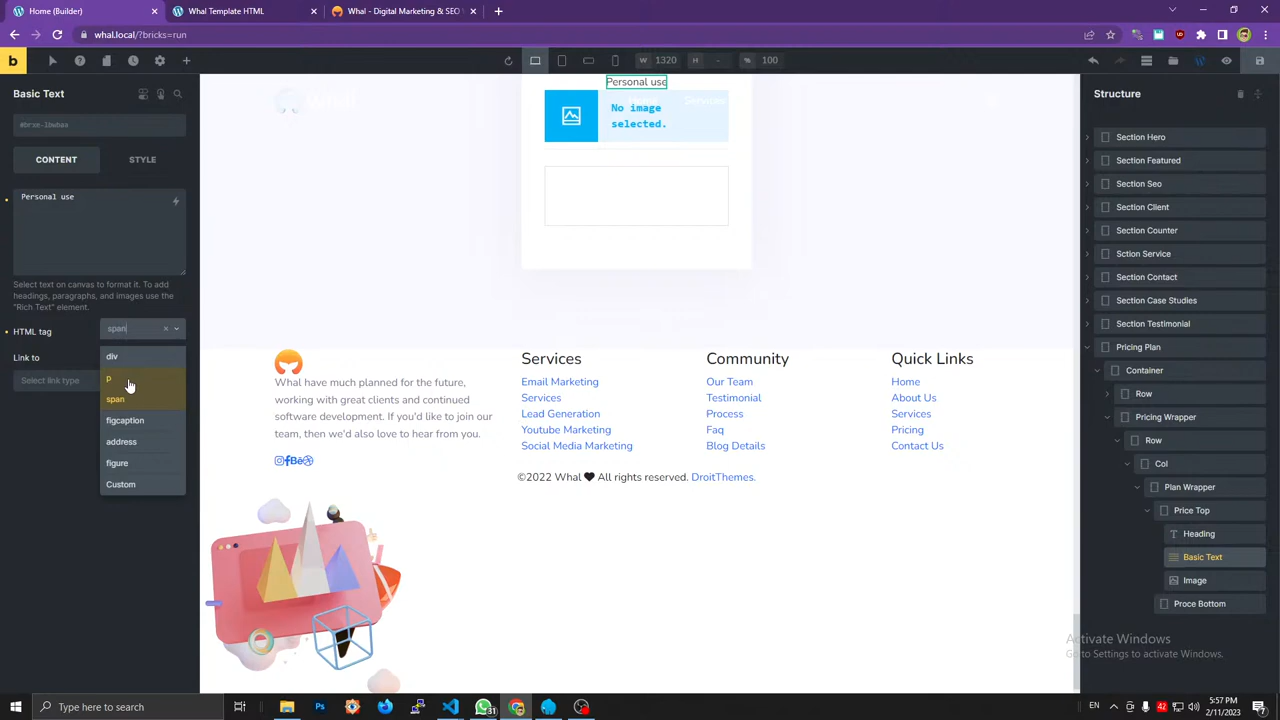 Home (Bricks)
Whal Template HTML
Whal - Digital Marketing & SEO
whal.local/?bricks=run
b
W 1320 H - % 100
Basic Text
#brxe-lbwhas
CONTENT
STYLE
Personal use
Select text on canvas to format it. To add
headings, paragraphs, and images use the
"Rich Text" element.
HTML tag
span
Link to
Select link type
div
p
span
figcaption
address
figure
Custom
Personal use
Services
No image
selected.
Whal have much planned for the future,
working with great clients and continued
software development. If you'd like to join our
team, then we'd also love to hear from you.
Services
Email Marketing
Services
Lead Generation
Youtube Marketing
Social Media Marketing
Community
Our Team
Testimonial
Process
Faq
Blog Details
Quick Links
Home
About Us
Services
Pricing
Contact Us
©2022 Whal All rights reserved. DroitThemes.
Structure
Section Hero
Section Featured
Section Seo
Section Client
Section Counter
Sction Service
Section Contact
Section Case Studies
Section Testimonial
Pricing Plan
Container
Row
Priclog Wrapper
Row
Col
Plan Wrapper
Price Top
Heading
Basic Text
Image
Proce Bottom
Activate Windows
Go to Settings to activate Windows.
Type here to search
31
EN
42
5:57 PM
2/11/2023